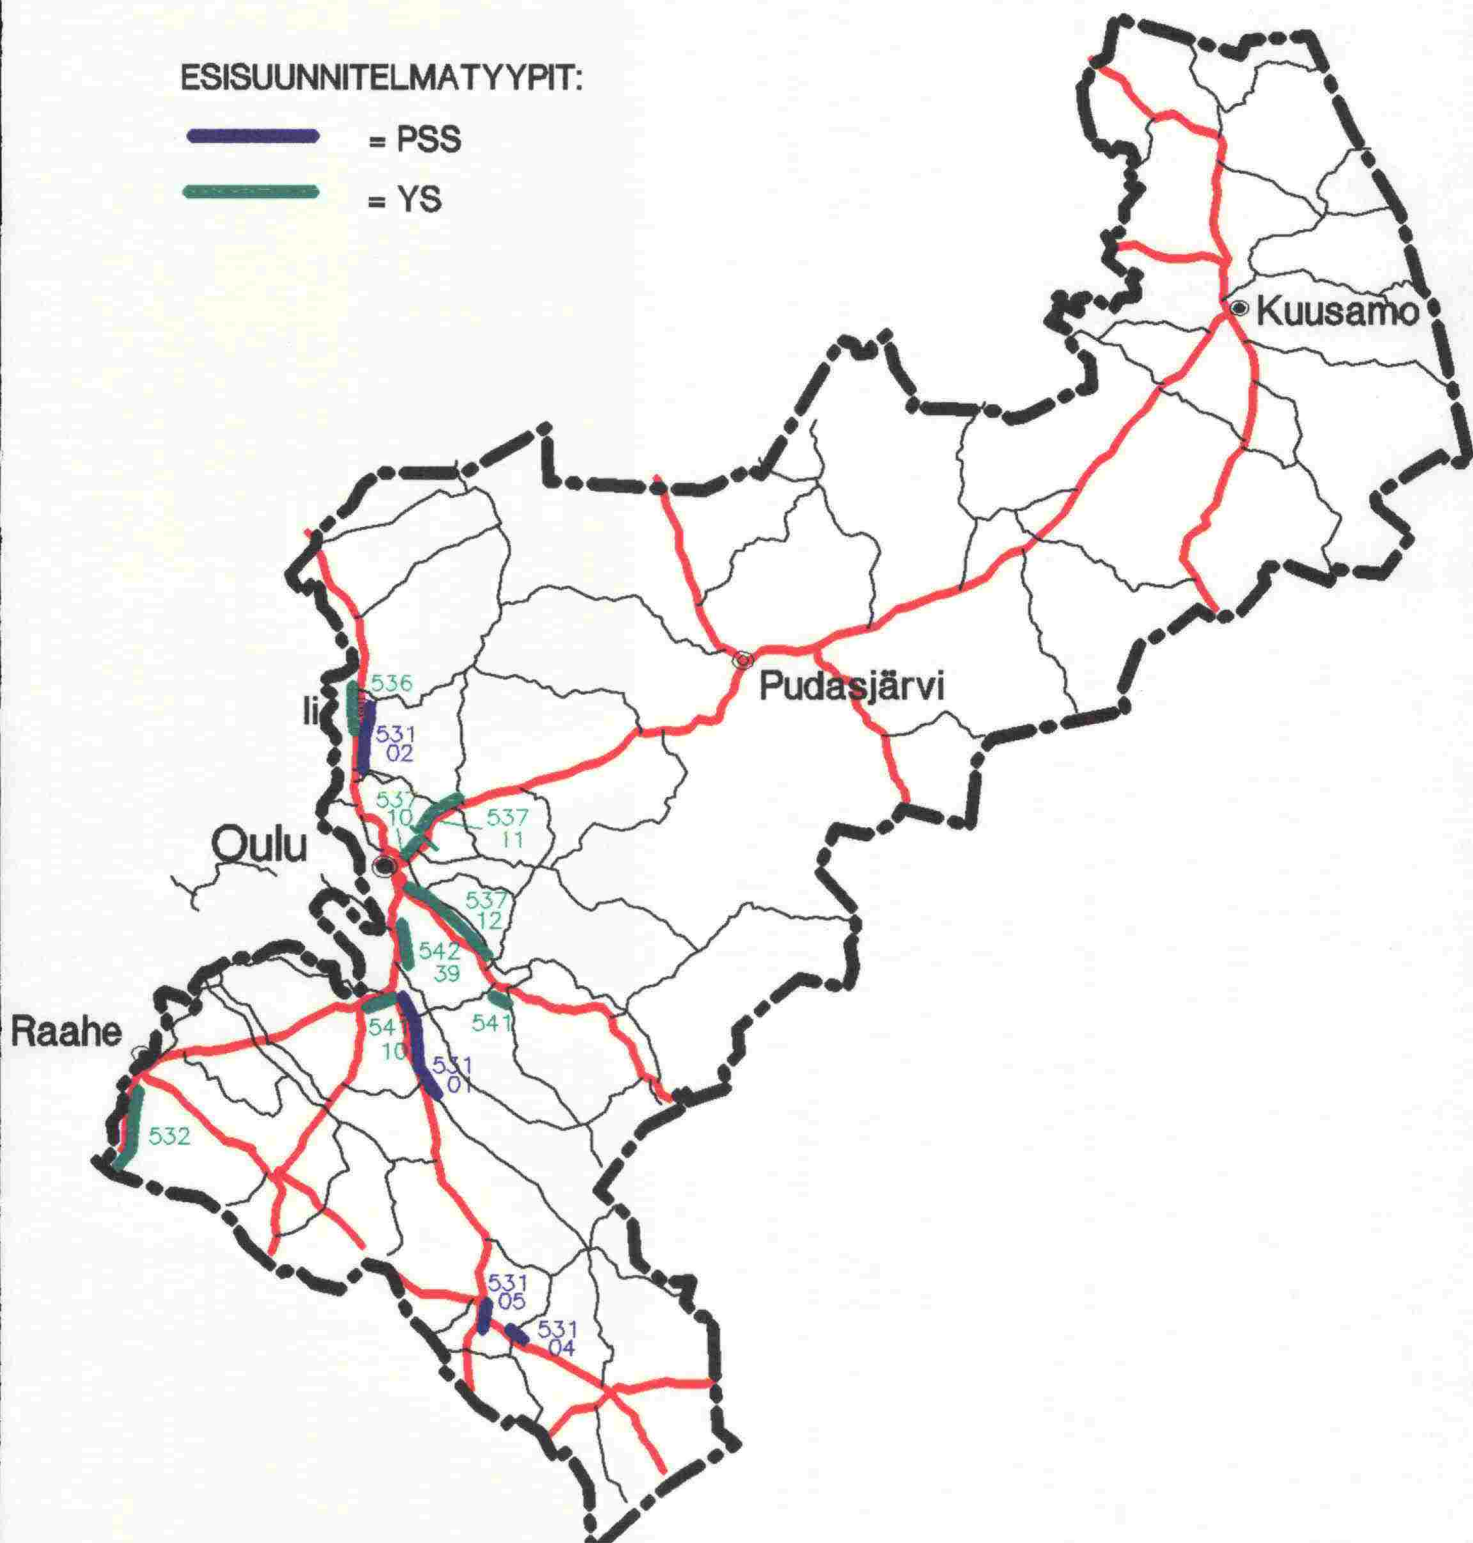 ESISUUNNITELMATYYPIT:
= PSS
= YS
Kuusamo
Pudasjärvi
536
Ii
531
02
537
10
537
11
Oulu
537
12
542
39
Raahe
541
10
541
531
01
532
531
05
531
04